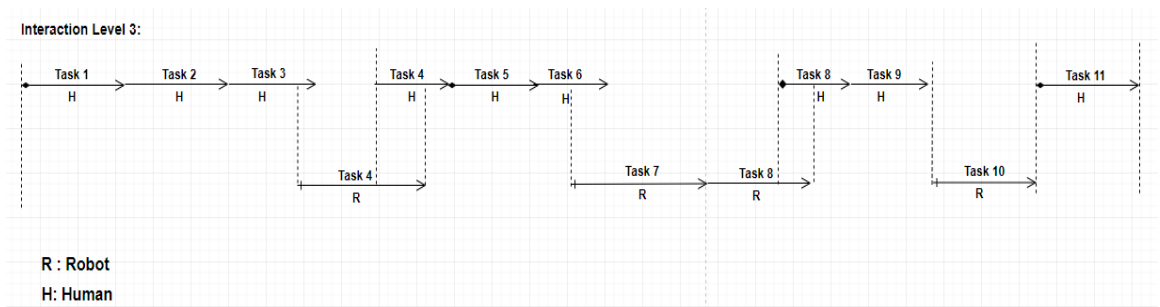 Interaction Level 3:
Task 1 Task 2 Task 3 Task 4 Task 5 Task 6 Task 8 Task 9 Task 11
H H H H H H H H H
Task 4 Task 7 Task 8 Task 10
R R R R
R : Robot
H: Human